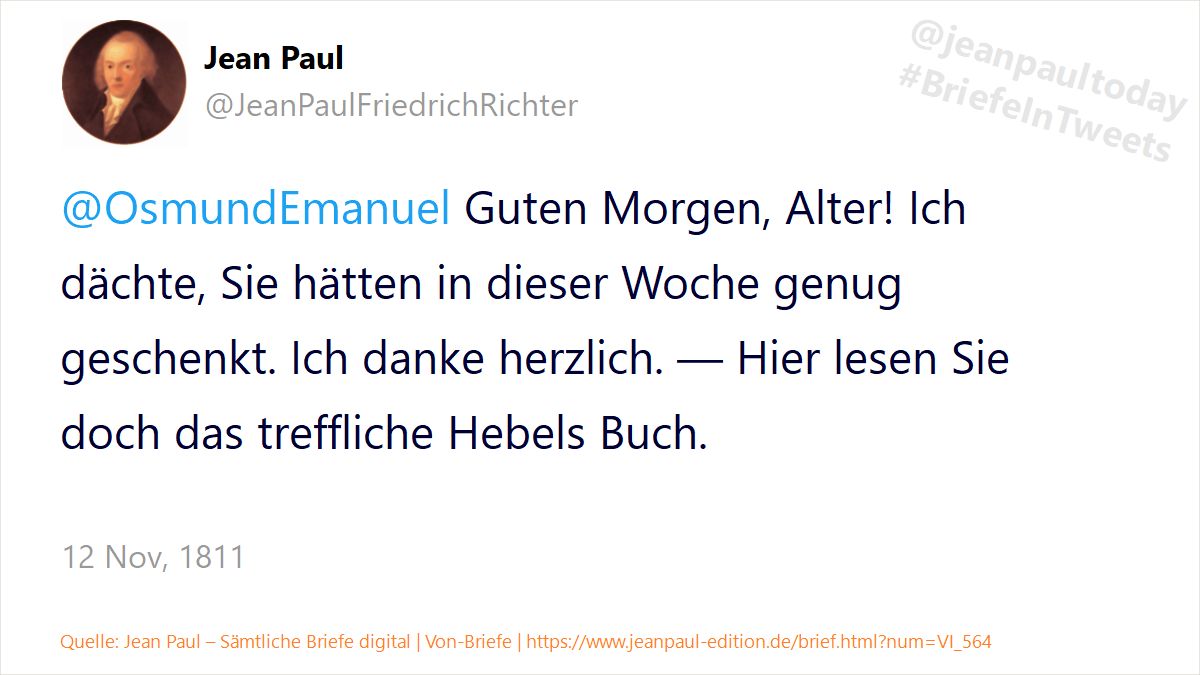 Jean Paul
@JeanPaulFriedrichRichter
@jeanpaultoday
#BriefeInTweets
@OsmundEmanuel Guten Morgen, Alter! Ich
dächte, Sie hätten in dieser Woche genug
geschenkt. Ich danke herzlich. — Hier lesen Sie
doch das treffliche Hebels Buch.
12 Nov, 1811
Quelle: Jean Paul – Sämtliche Briefe digital | Von-Briefe | https://www.jeanpaul-edition.de/brief.html?num=VI_564